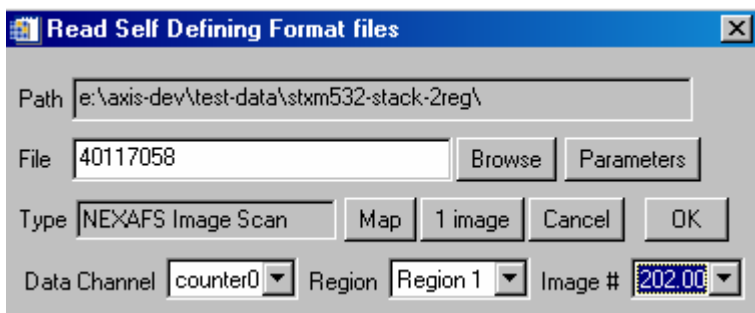 Read Self Defining Format files
Path e:\axis-dev\test-data\stxm532-stack-2reg\
File 40117058 Browse Parameters
Type NEXAFS Image Scan Map 1 image Cancel OK
Data Channel counter0 Region Region 1 Image # 202.00